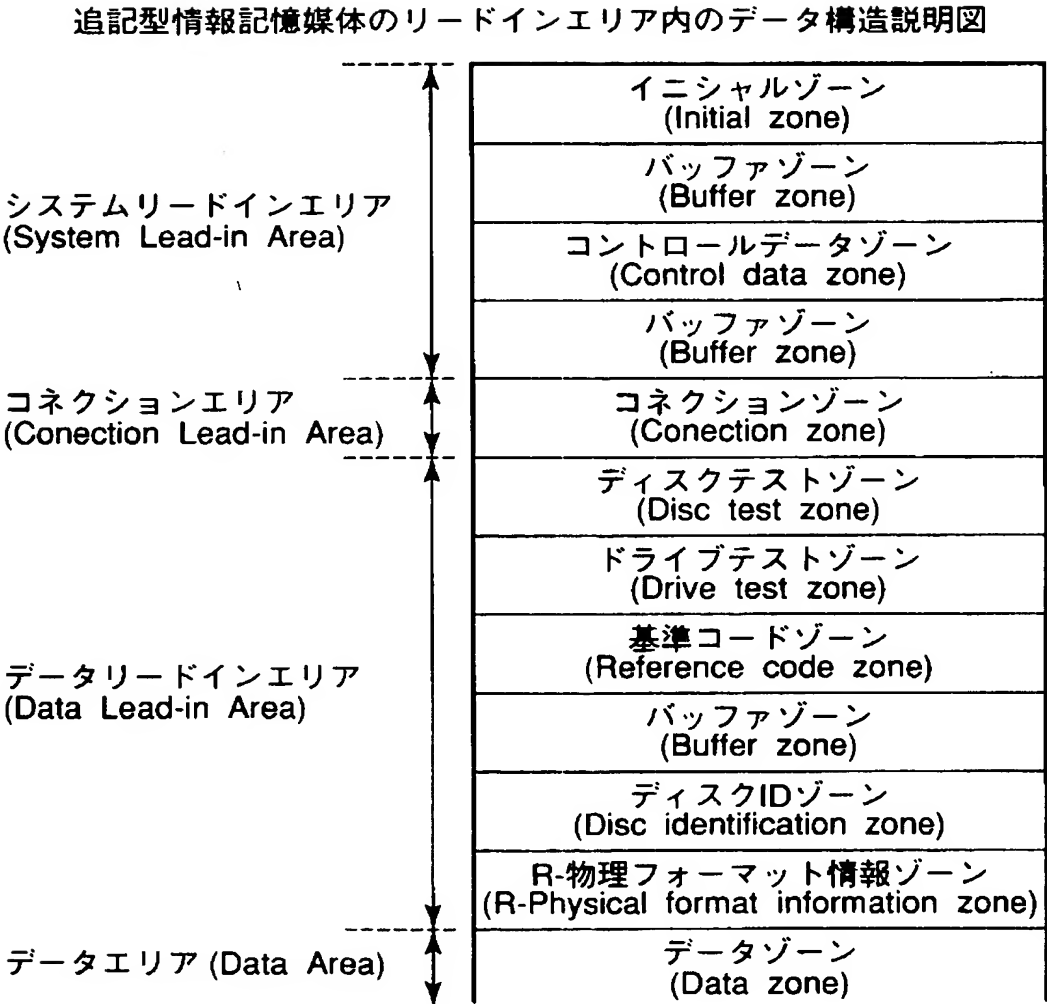 追記型情報記憶媒体のリードインエリア内のデータ構造説明図
イニシャルゾーン
(Initial zone)
バッファゾーン
(Buffer zone)
システムリードインエリア
(System Lead-in Area)
コントロールデータゾーン
(Control data zone)
バッファゾーン
(Buffer zone)
コネクションエリア
(Conection Lead-in Area)
コネクションゾーン
(Conection zone)
ディスクテストゾーン
(Disc test zone)
ドライブテストゾーン
(Drive test zone)
基準コードゾーン
(Reference code zone)
データリードインエリア
(Data Lead-in Area)
バッファゾーン
(Buffer zone)
ディスクIDゾーン
(Disc identification zone)
R-物理フォーマット情報ゾーン
(R-Physical format information zone)
データエリア (Data Area)
データゾーン
(Data zone)